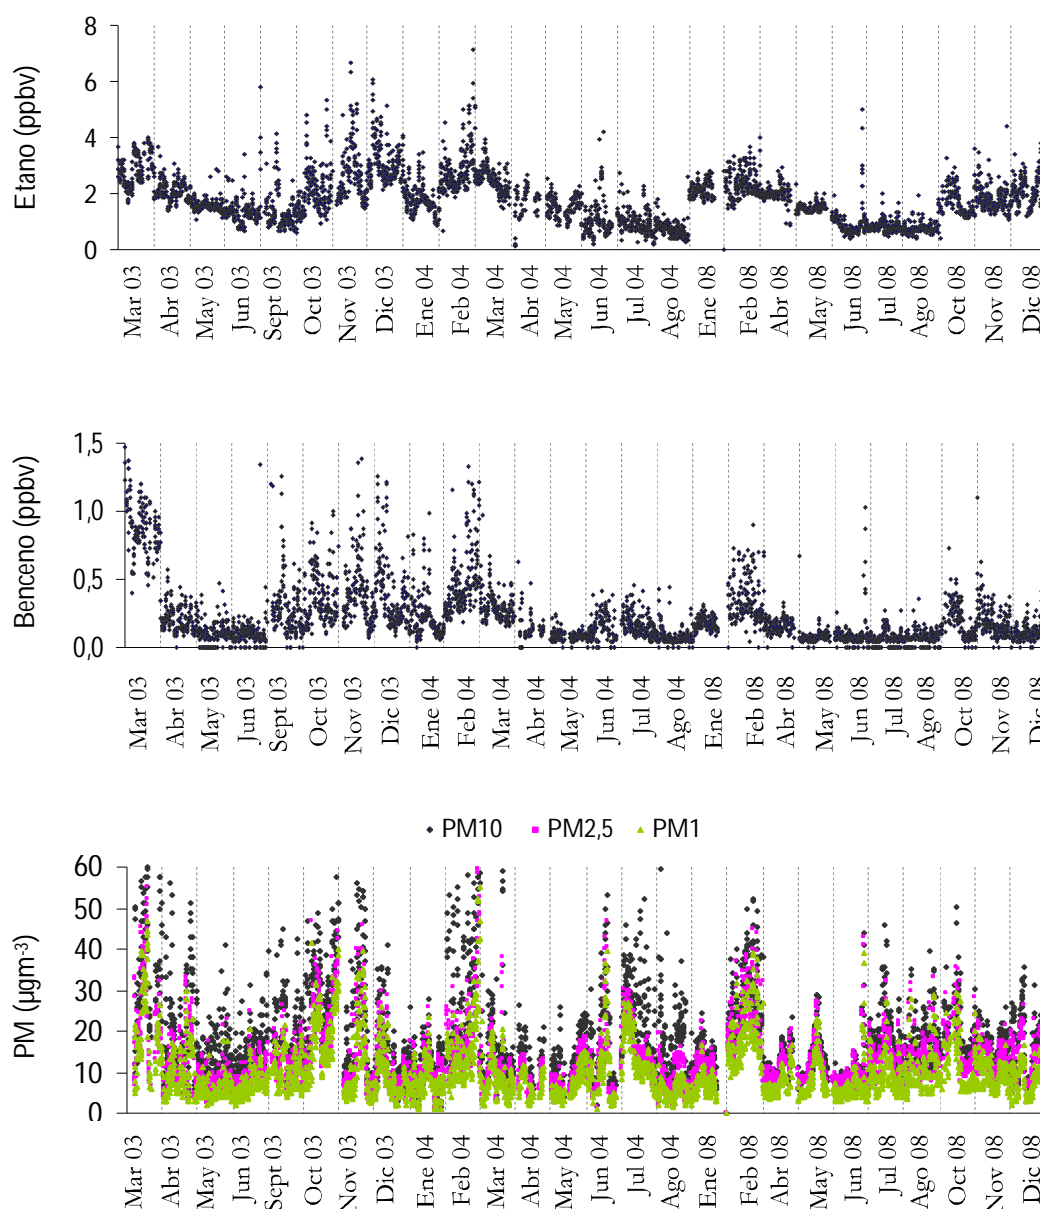 Etano (ppbv)
8
6
4
2
0
Mar 03 Abr 03 May 03 Jun 03 Sept 03 Oct 03 Nov 03 Dic 03 Ene 04 Feb 04 Mar 04 Abr 04 May 04 Jun 04 Jul 04 Ago 04 Ene 08 Feb 08 Abr 08 May 08 Jun 08 Jul 08 Ago 08 Oct 08 Nov 08 Dic 08
Benceno (ppbv)
1,5
1,0
0,5
0,0
Mar 03 Abr 03 May 03 Jun 03 Sept 03 Oct 03 Nov 03 Dic 03 Ene 04 Feb 04 Mar 04 Abr 04 May 04 Jun 04 Jul 04 Ago 04 Ene 08 Feb 08 Abr 08 May 08 Jun 08 Jul 08 Ago 08 Oct 08 Nov 08 Dic 08
PM10 PM2,5 PM1
PM (µgm-3)
60
50
40
30
20
10
0
Mar 03 Abr 03 May 03 Jun 03 Sept 03 Oct 03 Nov 03 Dic 03 Ene 04 Feb 04 Mar 04 Abr 04 May 04 Jun 04 Jul 04 Ago 04 Ene 08 Feb 08 Abr 08 May 08 Jun 08 Jul 08 Ago 08 Oct 08 Nov 08 Dic 08